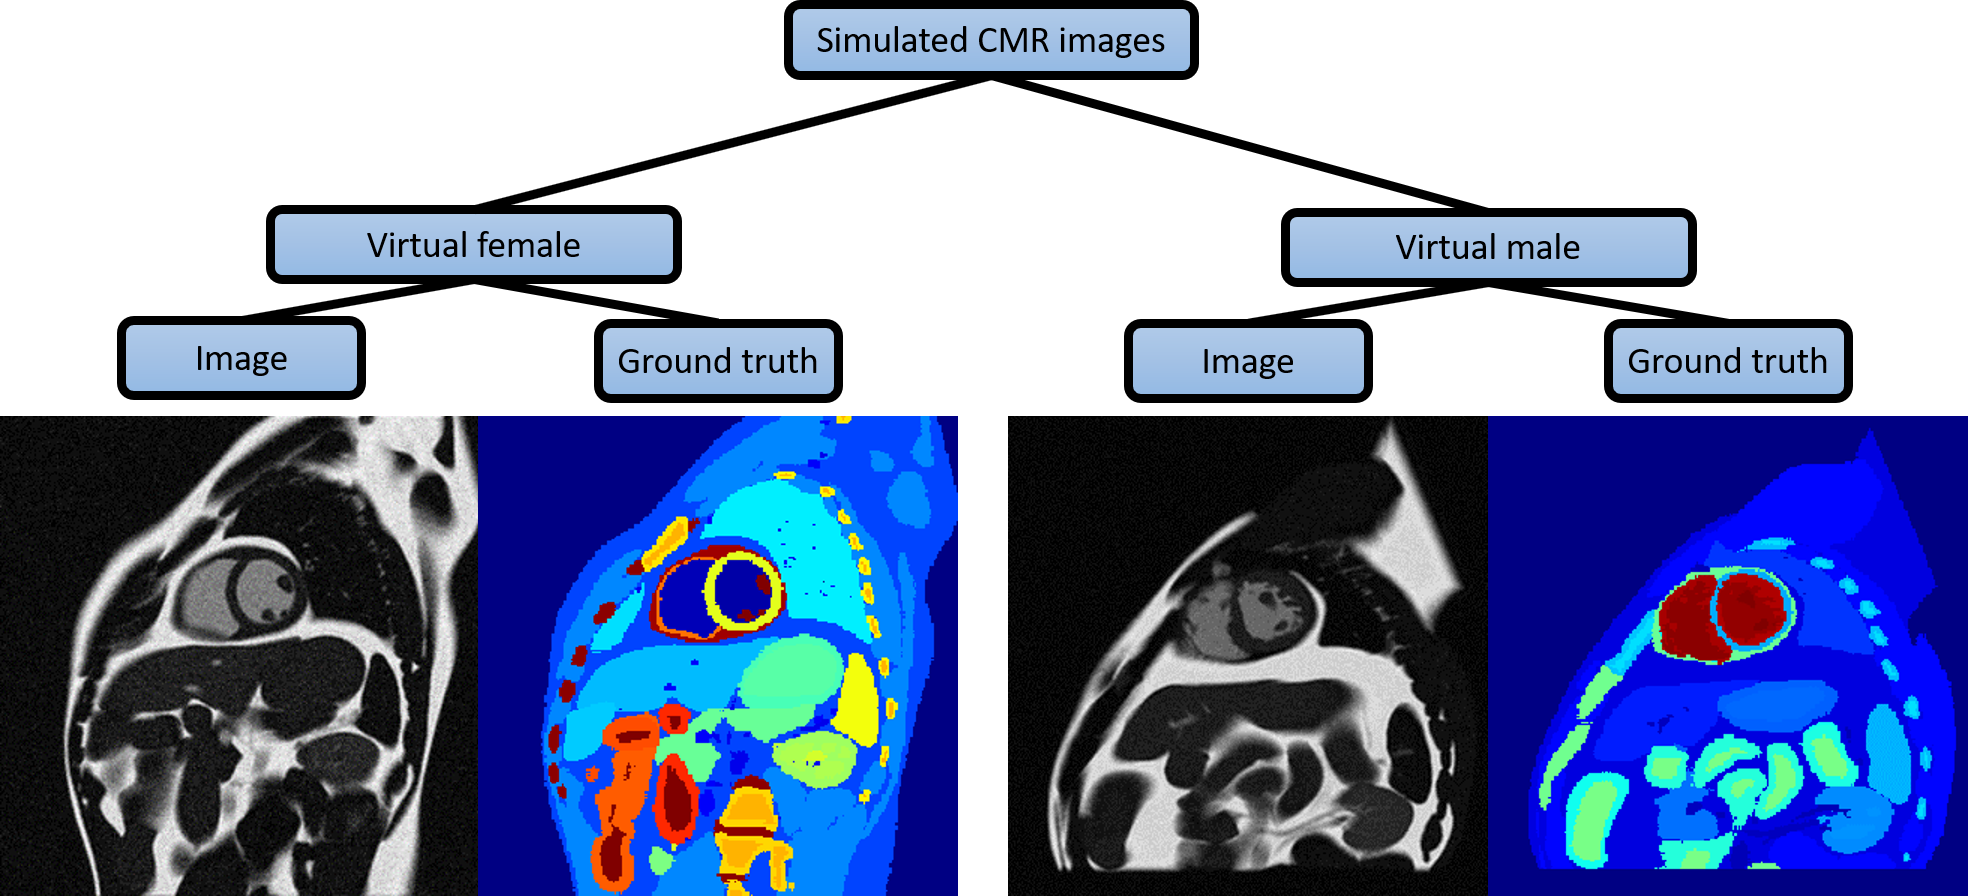 Simulated CMR images
Virtual female
Virtual male
Image
Ground truth
Image
Ground truth